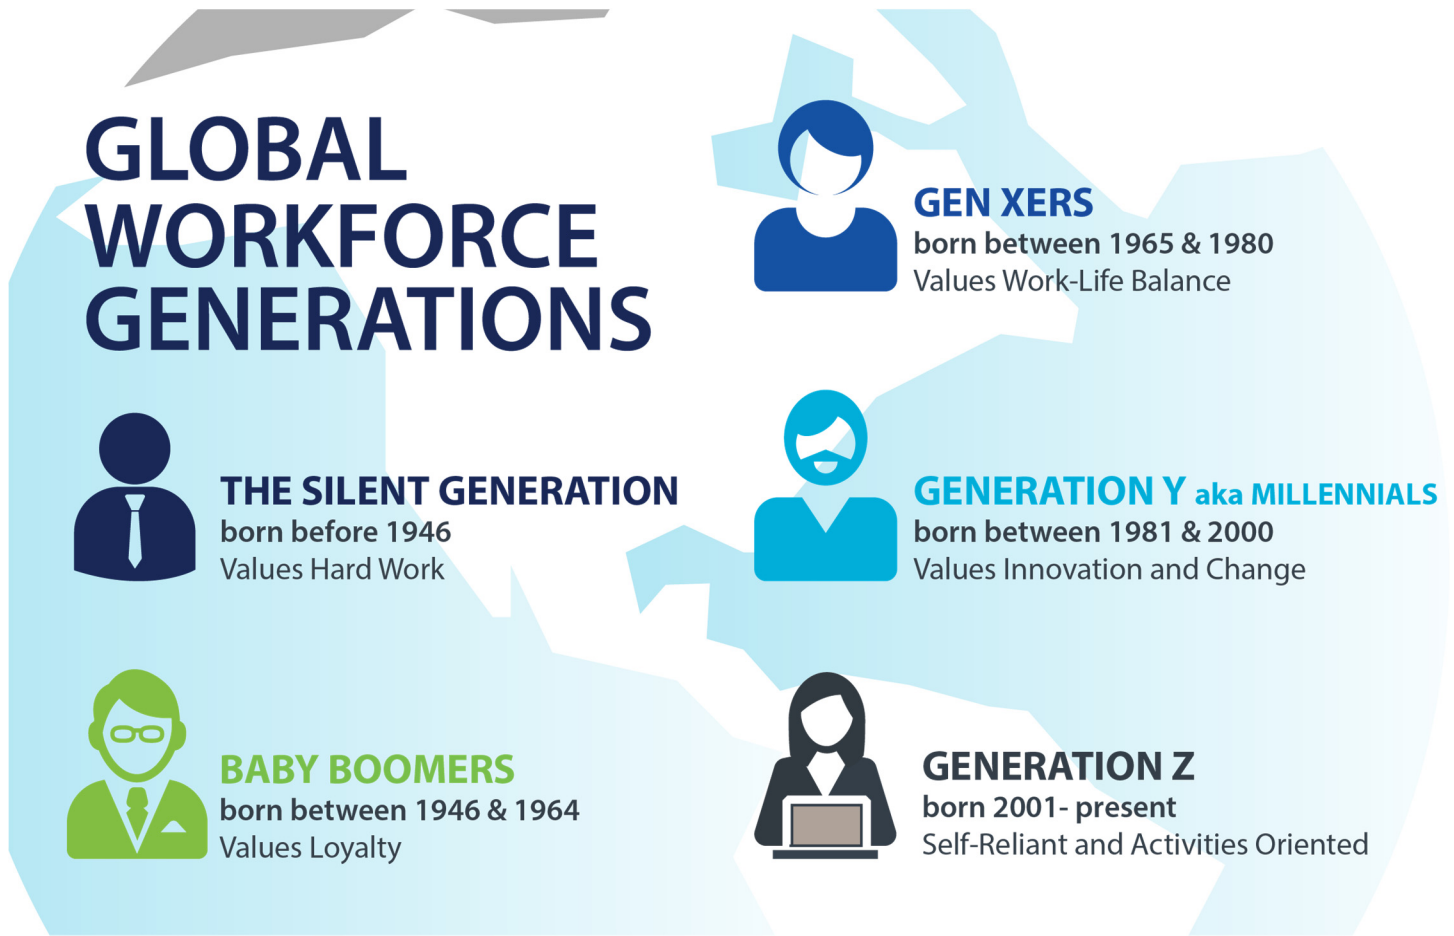 GLOBAL
WORKFORCE
GENERATIONS
THE SILENT GENERATION
born before 1946
Values Hard Work
BABY BOOMERS
born between 1946 & 1964
Values Loyalty
GEN XERS
born between 1965 & 1980
Values Work-Life Balance
GENERATION Y aka MILLENNIALS
born between 1981 & 2000
Values Innovation and Change
GENERATION Z
born 2001- present
Self-Reliant and Activities Oriented